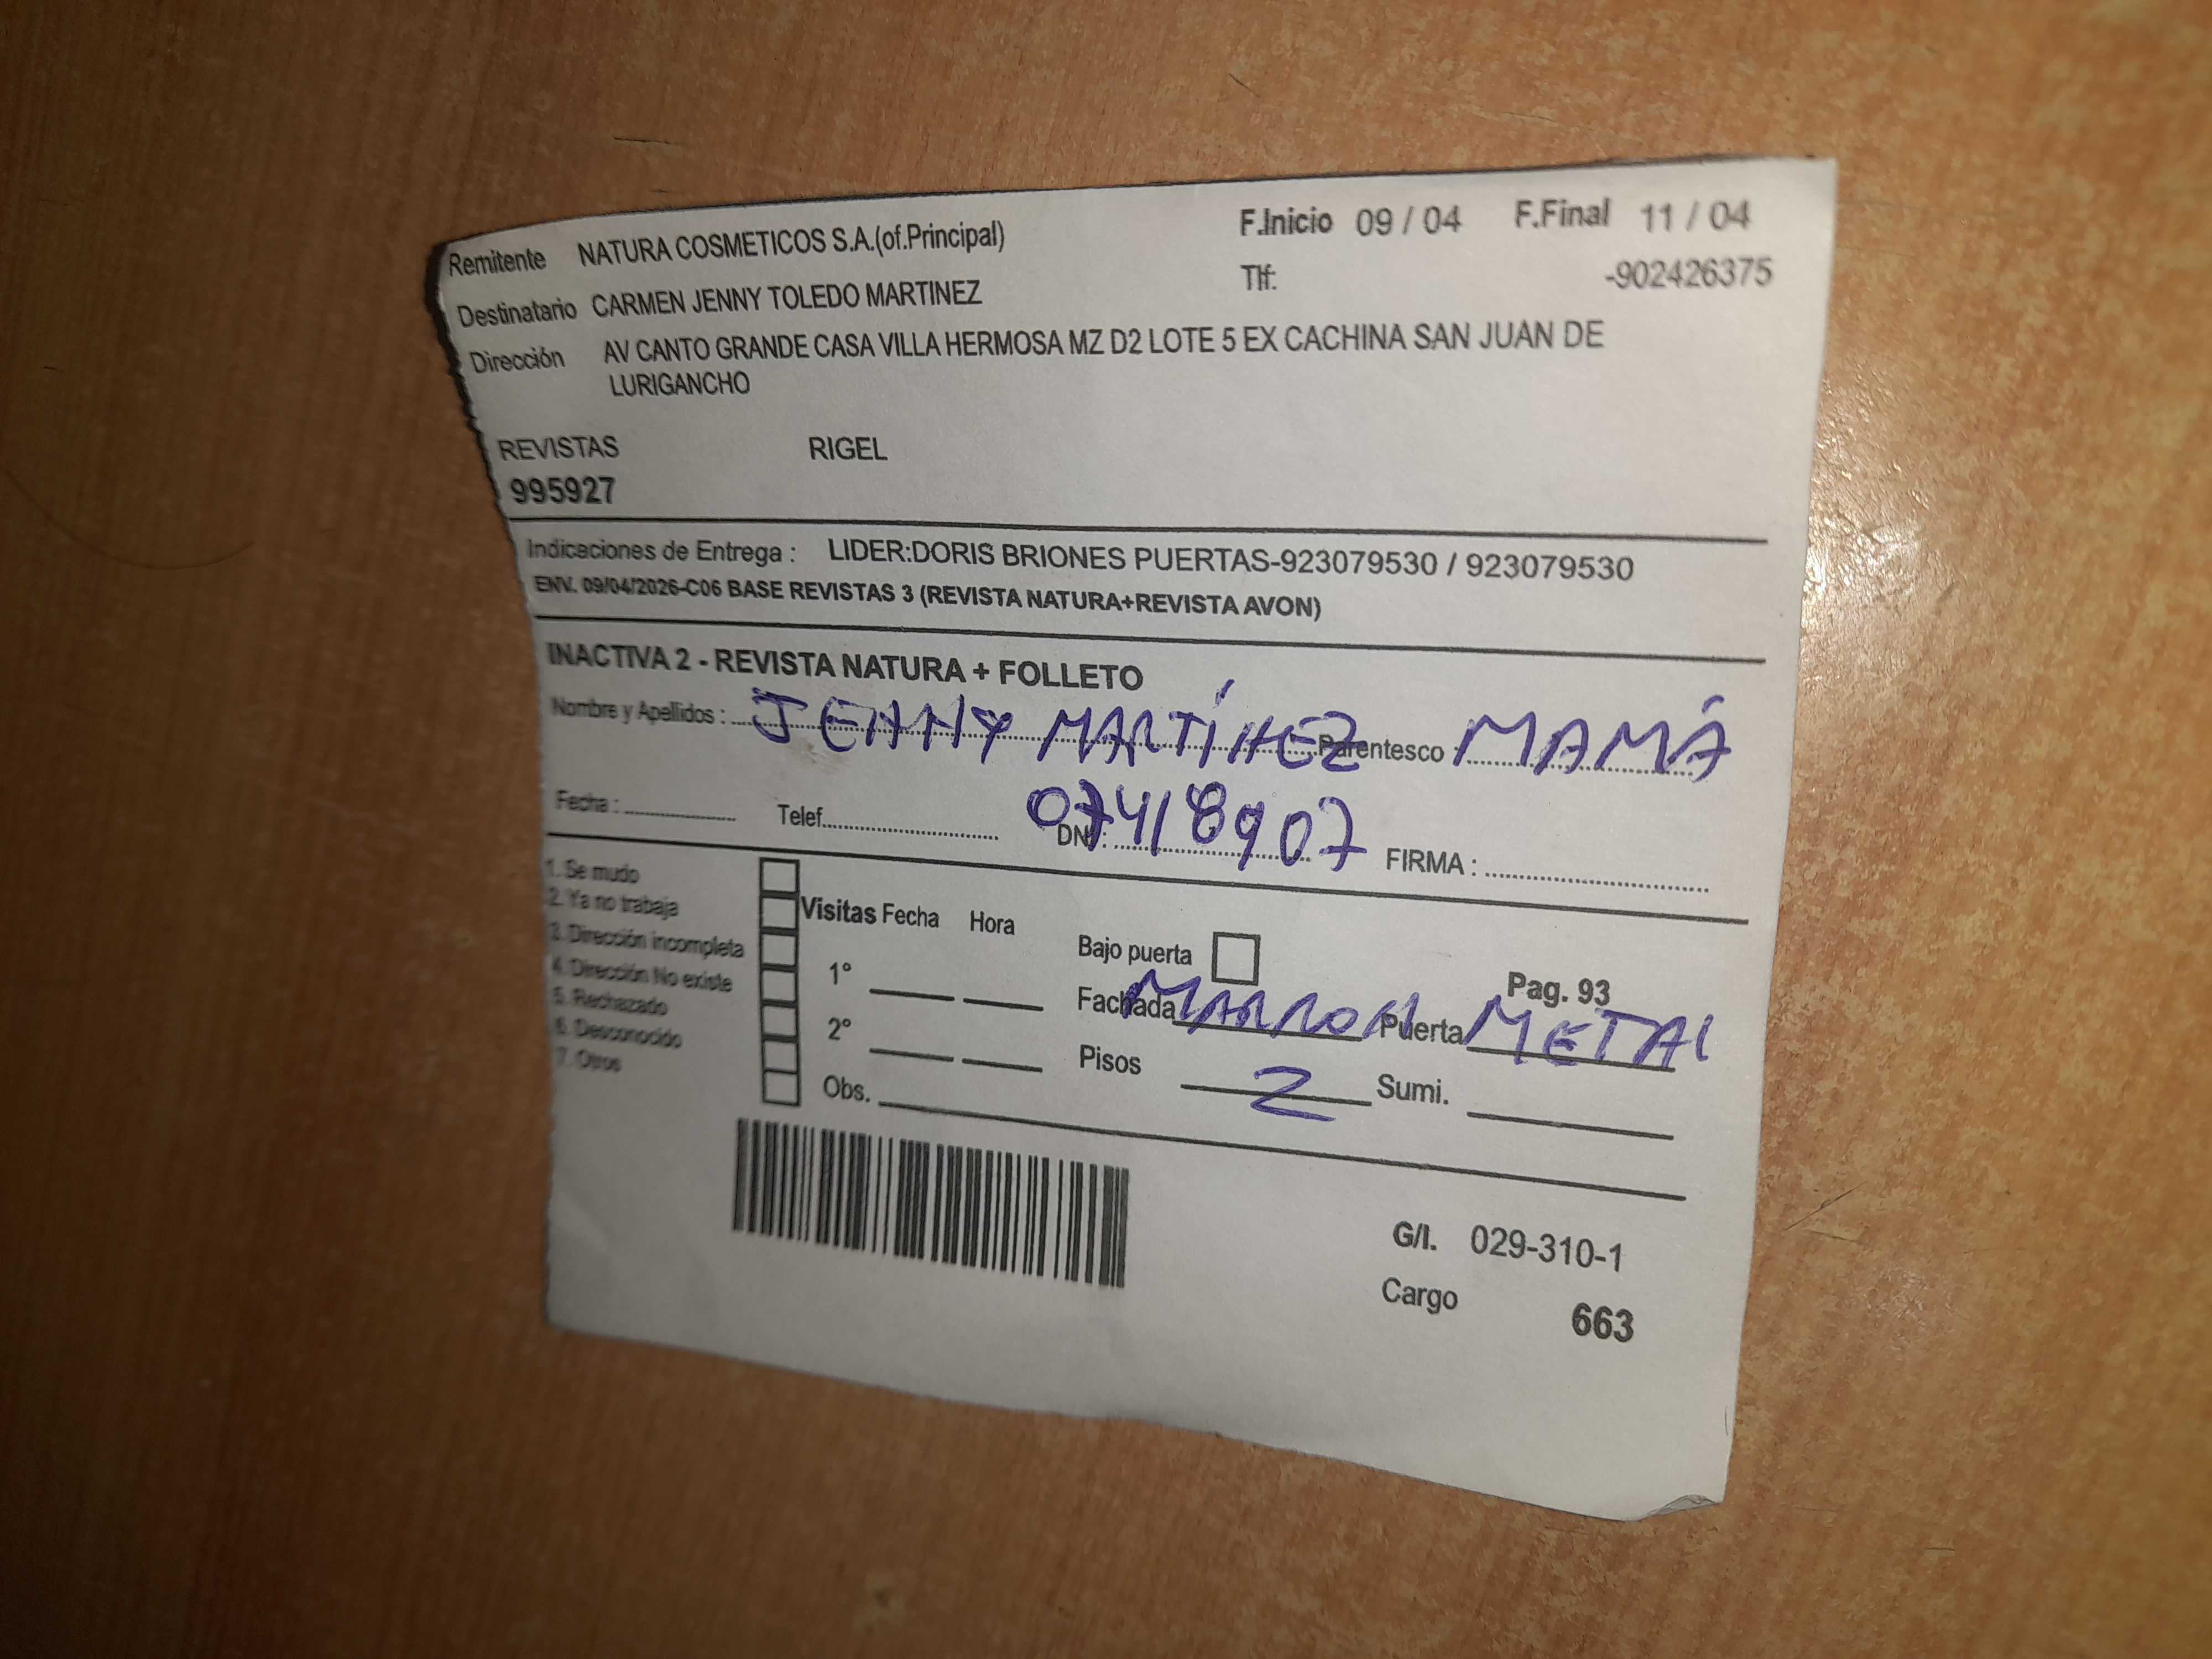 Remitente NATURA COSMETICOS S.A.(of.Principal) F.Inicio 09 / 04 F.Final 11 / 04
Destinatario CARMEN JENNY TOLEDO MARTINEZ Tlf: -902426375
Dirección AV CANTO GRANDE CASA VILLA HERMOSA MZ D2 LOTE 5 EX CACHINA SAN JUAN DE
LURIGANCHO
REVISTAS RIGEL
995927
Indicaciones de Entrega : LIDER:DORIS BRIONES PUERTAS-923079530 / 923079530
ENV. 09/04/2026-C06 BASE REVISTAS 3 (REVISTA NATURA+REVISTA AVON)
INACTIVA 2 - REVISTA NATURA + FOLLETO
Nombre y Apellidos : JENNY MARTÍNEZ Parentesco : MAMÁ
Fecha : Telef. DNI : 07418907 FIRMA :
1. Se mudo
2. Ya no trabaja Visitas Fecha Hora
3. Dirección incompleta Bajo puerta
4. Dirección No existe 1° Pag. 93
5. Rechazado Fachada MARRON Puerta METAL
6. Desconocido 2° Pisos 2 Sumi.
7. Otros Obs.
G/I. 029-310-1
Cargo 663